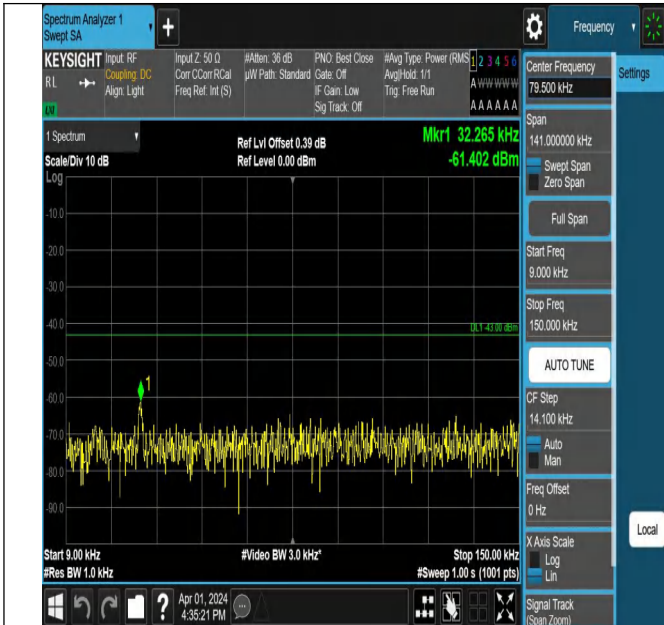 Spectrum Analyzer 1
Swept SA
+
Frequency
KEYSIGHT
RL
Input: RF
Coupling: DC
Align: Light
Input Z: 50 Ω
Corr CCorr RCal
Freq Ref: Int (S)
#Atten: 36 dB
µW Path: Standard
PNO: Best Close
Gate: Off
IF Gain: Low
Sig Track: Off
#Avg Type: Power (RMS
Avg|Hold: 1/1
Trig: Free Run
1 2 3 4 5 6
A W W W W W
A A A A A A
1 Spectrum
Scale/Div 10 dB
Log
Ref Lvl Offset 0.39 dB
Ref Level 0.00 dBm
Mkr1 32.265 kHz
-61.402 dBm
-10.0
-20.0
-30.0
-40.0
DL1 -43.00 dBm
-50.0
1
-60.0
-70.0
-80.0
-90.0
Start 9.00 kHz
#Res BW 1.0 kHz
#Video BW 3.0 kHz*
Stop 150.00 kHz
#Sweep 1.00 s (1001 pts)
?
Apr 01, 2024
4:35:21 PM
Center Frequency
79.500 kHz
Settings
Span
141.000000 kHz
Swept Span
Zero Span
Full Span
Start Freq
9.000 kHz
Stop Freq
150.000 kHz
AUTO TUNE
CF Step
14.100 kHz
Auto
Man
Freq Offset
0 Hz
Local
X Axis Scale
Log
Lin
Signal Track
(Span Zoom)